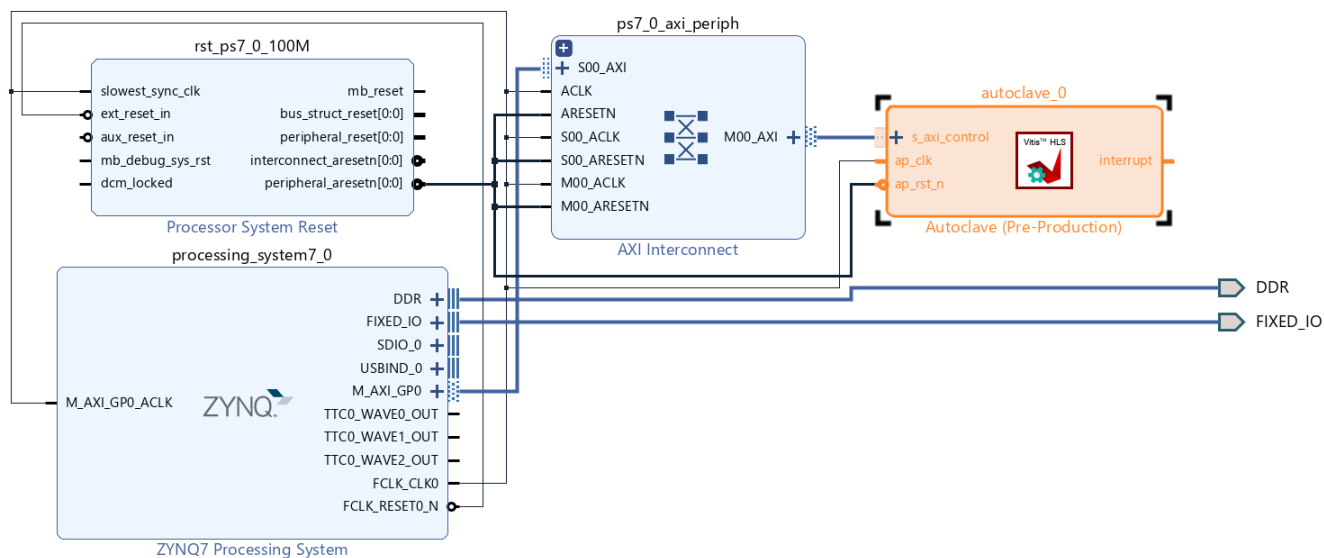 rst_ps7_0_100M
slowest_sync_clk
ext_reset_in
aux_reset_in
mb_debug_sys_rst
dcm_locked
mb_reset
bus_struct_reset[0:0]
peripheral_reset[0:0]
interconnect_aresetn[0:0]
peripheral_aresetn[0:0]
Processor System Reset
ps7_0_axi_periph
S00_AXI
ACLK
ARESETN
S00_ACLK
S00_ARESETN
M00_ACLK
M00_ARESETN
M00_AXI
AXI Interconnect
autoclave_0
s_axi_control
ap_clk
ap_rst_n
Vitis™ HLS
interrupt
Autoclave (Pre-Production)
processing_system7_0
M_AXI_GP0_ACLK
ZYNQ
DDR
FIXED_IO
SDIO_0
USBIND_0
M_AXI_GP0
TTC0_WAVE0_OUT
TTC0_WAVE1_OUT
TTC0_WAVE2_OUT
FCLK_CLK0
FCLK_RESET0_N
ZYNQ7 Processing System
DDR
FIXED_IO